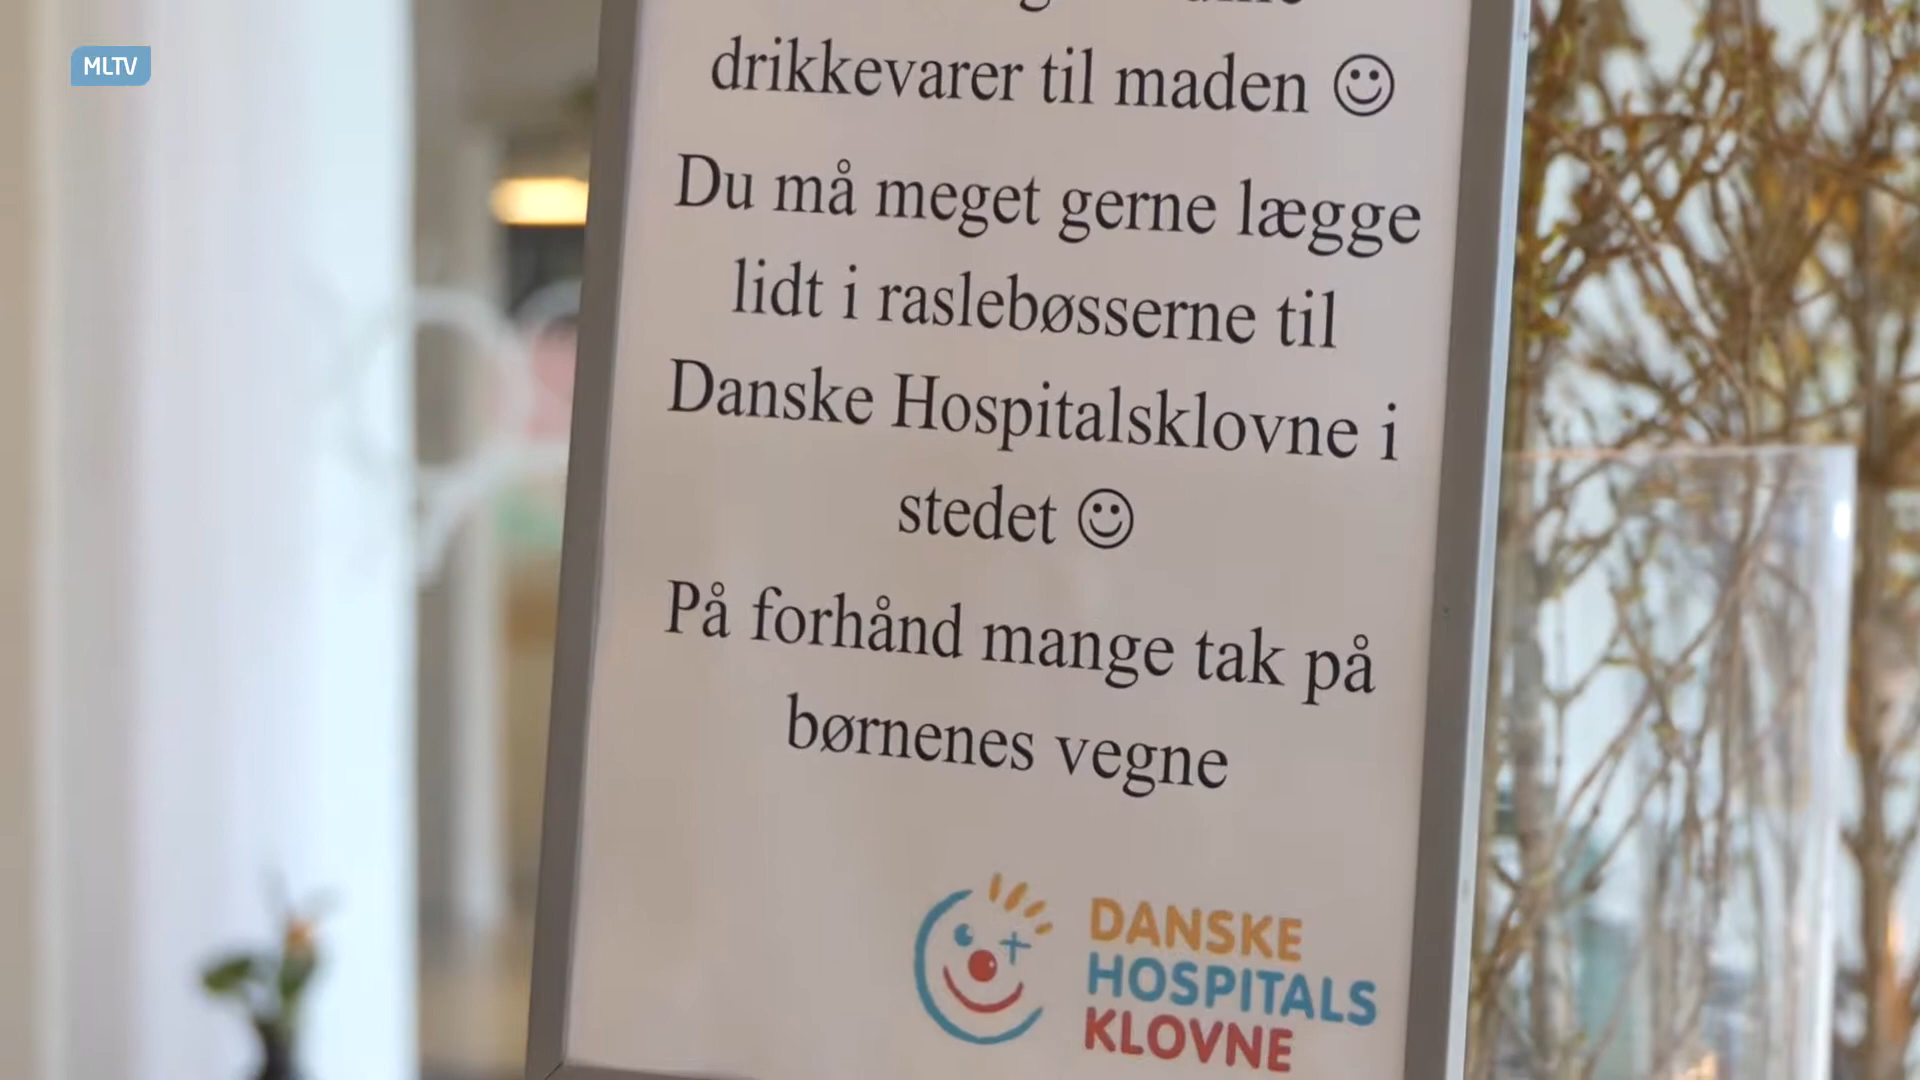 MLTV
drikkevarer til maden ☺
Du må meget gerne lægge
lidt i raslebøsserne til
Danske Hospitalsklovne i
stedet ☺
På forhånd mange tak på
børnenes vegne
DANSKE
HOSPITALS
KLOVNE